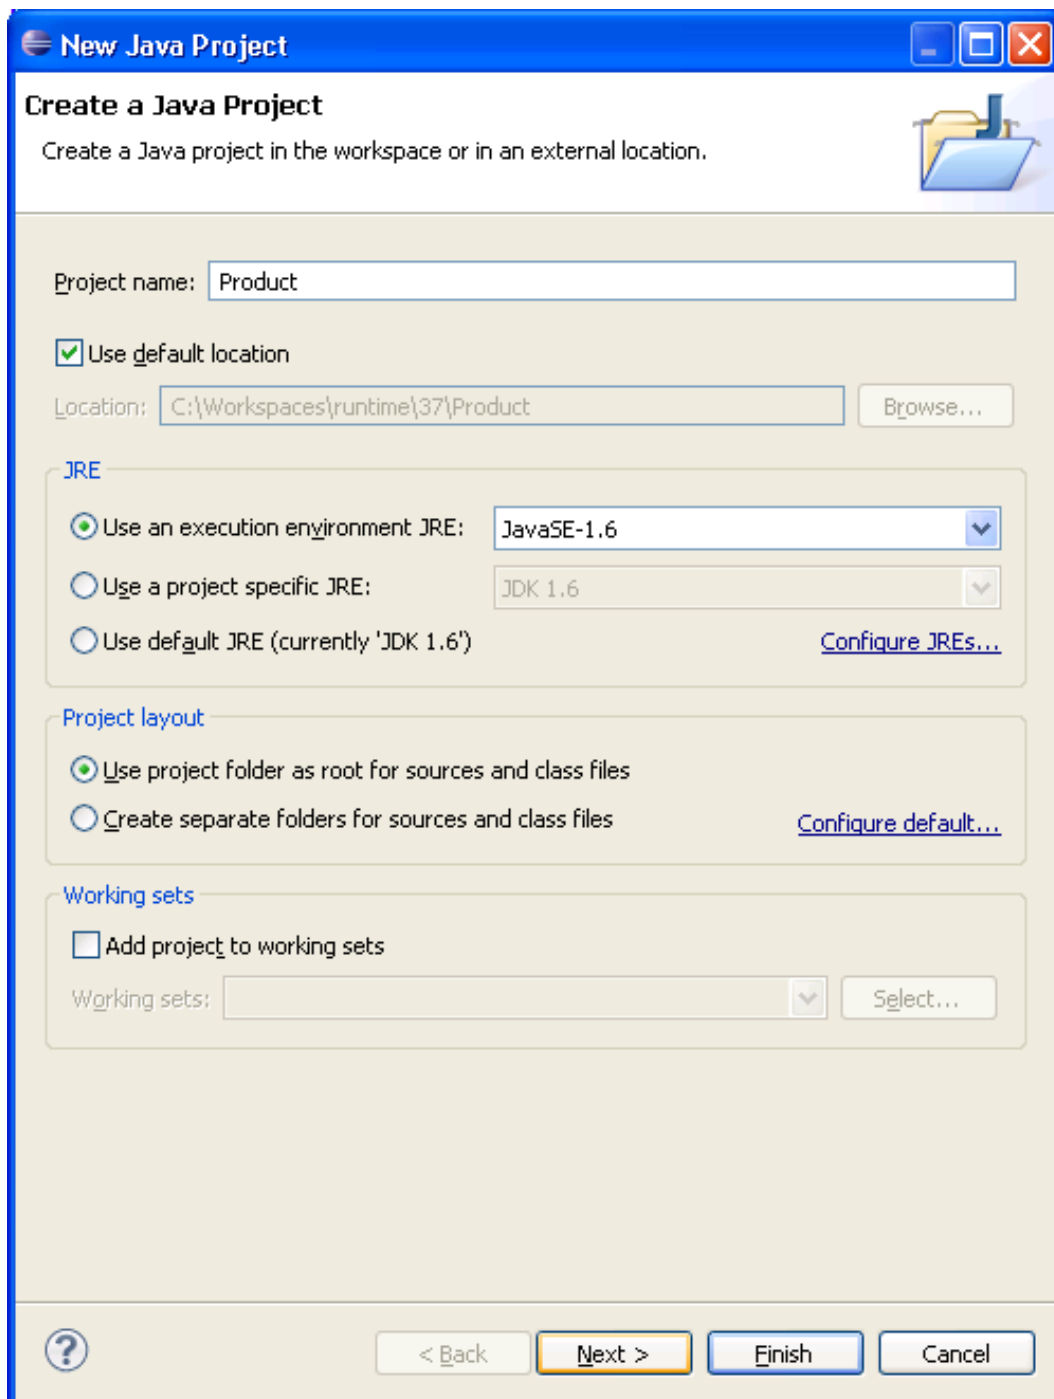 New Java Project
Create a Java Project
Create a Java project in the workspace or in an external location.
Project name: Product
Use default location
Location: C:\Workspaces\runtime\37\Product Browse...
JRE
Use an execution environment JRE: JavaSE-1.6
Use a project specific JRE: JDK 1.6
Use default JRE (currently 'JDK 1.6') Configure JREs...
Project layout
Use project folder as root for sources and class files
Create separate folders for sources and class files Configure default...
Working sets
Add project to working sets
Working sets: Select...
? < Back Next > Finish Cancel